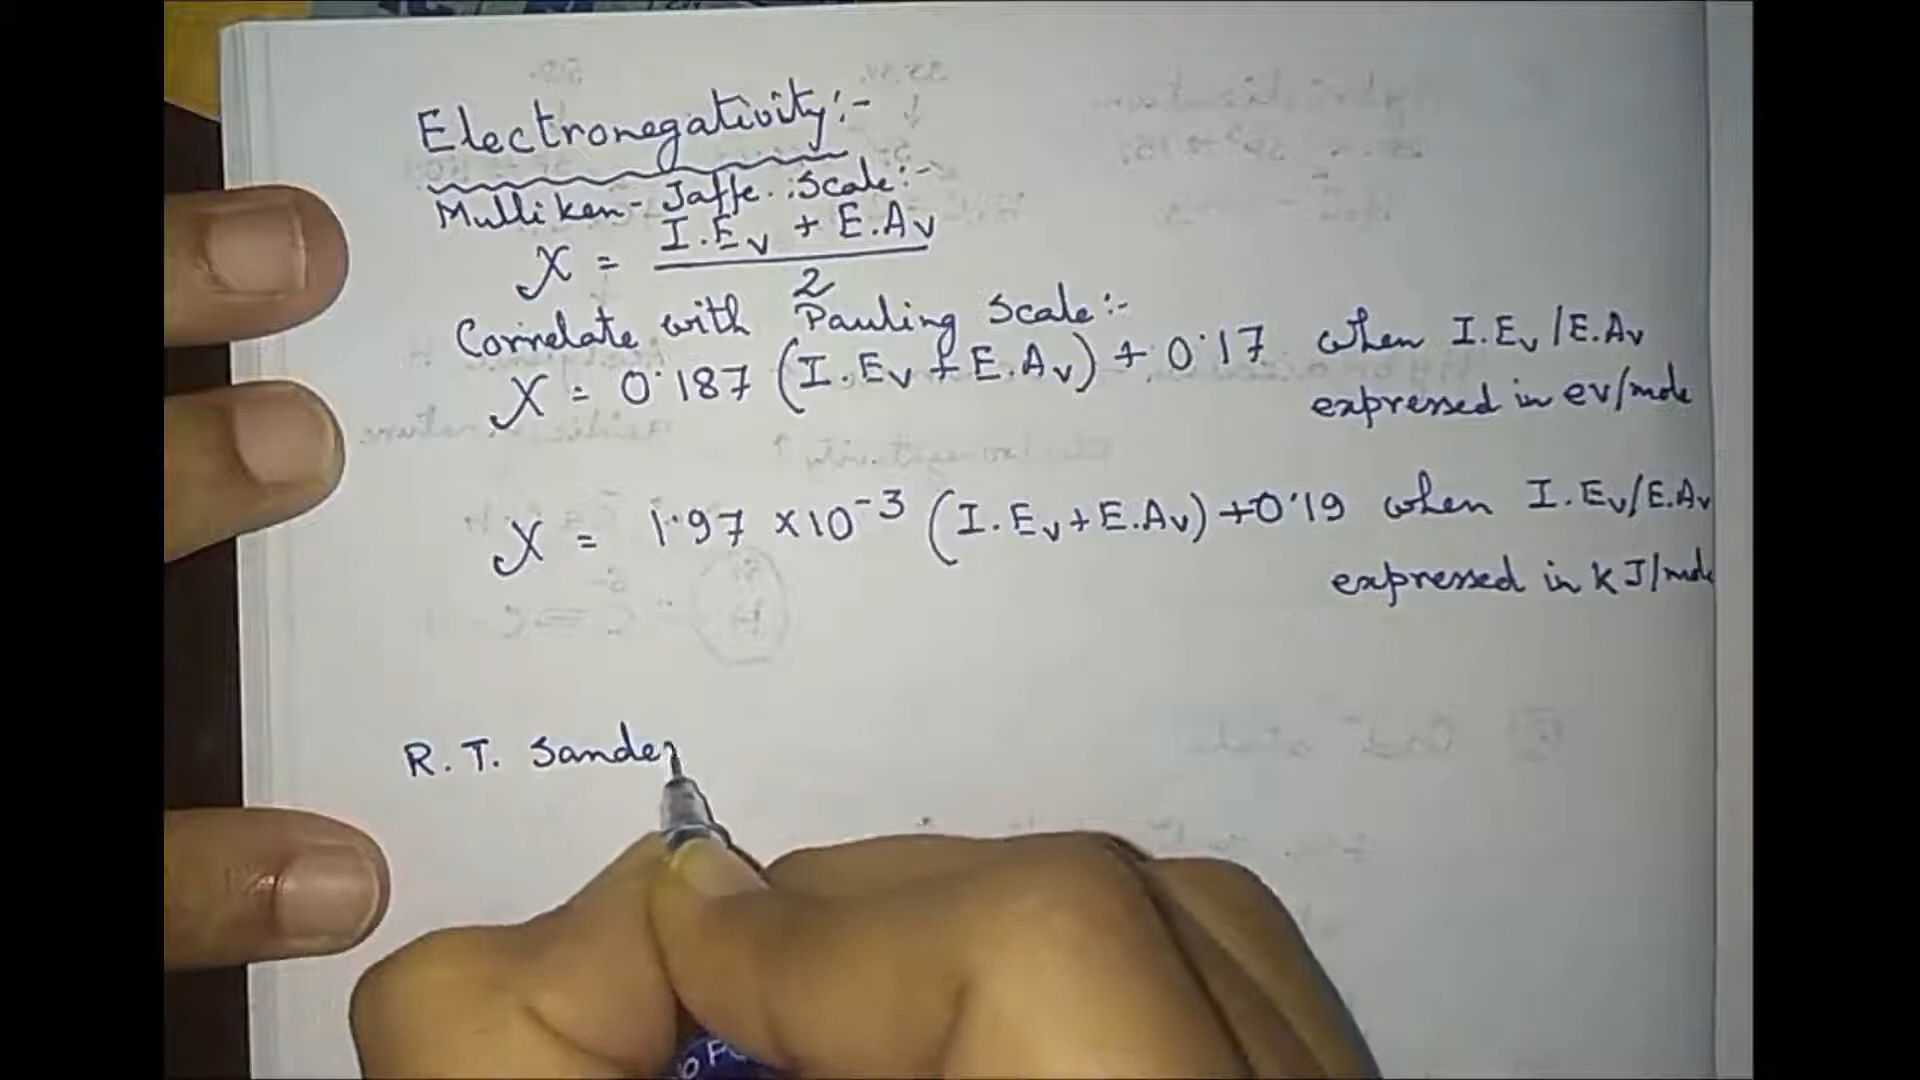 Electronegativity:-
Mulliken-Jaffe Scale:-
I.Ev + E.Av
χ =
2
Correlate with Pauling Scale:-
χ = 0.187 (I.Ev + E.Av) + 0.17 when I.Ev/E.Av
expressed in ev/mole
χ = 1.97 ×10⁻³ (I.Ev+E.Av)+0.19 when I.Ev/E.Av
expressed in kJ/mole
R.T. Sander